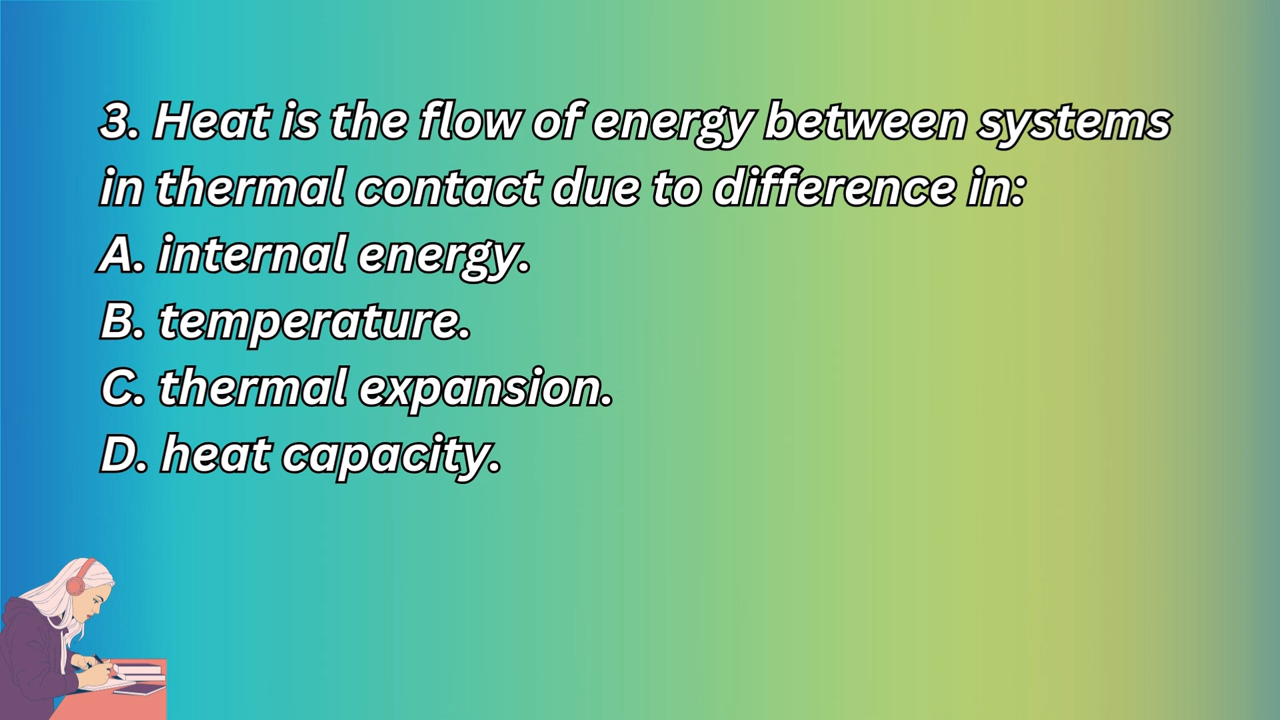 3. Heat is the flow of energy between systems
in thermal contact due to difference in:
A. internal energy.
B. temperature.
C. thermal expansion.
D. heat capacity.